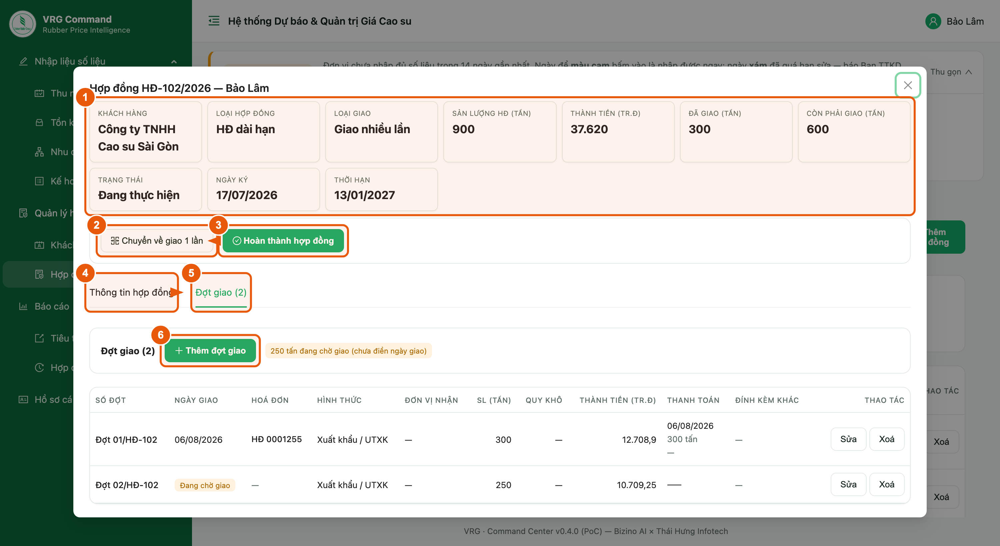 VRG Command
Rubber Price Intelligence
Hệ thống Dự báo & Quản trị Giá Cao su
Bảo Lâm
Nhập liệu số liệu
Thu
Tồn
Nhu
Kế
Quản lý
Khách
Hợp
Báo cáo
Tiêu
Hợp
Hồ sơ cá
Đơn vị chưa nhập đủ số liệu trong 14 ngày gần nhất. Ngày để màu cam bấm vào là nhập được ngay; ngày xám đã quá hạn sửa — báo Ban TTKD
Thu gọn
Hợp đồng HĐ-102/2026 — Bảo Lâm
1
KHÁCH HÀNG
Công ty TNHH
Cao su Sài Gòn
LOẠI HỢP ĐỒNG
HĐ dài hạn
LOẠI GIAO
Giao nhiều lần
SẢN LƯỢNG HĐ (TẤN)
900
THÀNH TIỀN (TR.Đ)
37.620
ĐÃ GIAO (TẤN)
300
CÒN PHẢI GIAO (TẤN)
600
TRẠNG THÁI
Đang thực hiện
NGÀY KÝ
17/07/2026
THỜI HẠN
13/01/2027
2
Chuyển về giao 1 lần
3
Hoàn thành hợp đồng
Thêm
đồng
4
Thông tin hợp đồng
5
Đợt giao (2)
6
Đợt giao (2)
+ Thêm đợt giao
250 tấn đang chờ giao (chưa điền ngày giao)
SỐ ĐỢT NGÀY GIAO HOÁ ĐƠN HÌNH THỨC ĐƠN VỊ NHẬN SL (TẤN) QUY KHÔ THÀNH TIỀN (TR.Đ) THANH TOÁN ĐÍNH KÈM KHÁC THAO TÁC
Đợt 01/HĐ-102 06/08/2026 HĐ 0001255 Xuất khẩu / UTXK — 300 — 12.708,9 06/08/2026 — Sửa Xoá
300 tấn
—
Đợt 02/HĐ-102 Đang chờ giao — Xuất khẩu / UTXK — 250 — 10.709,25 —— — Sửa Xoá
HAO TÁC
Xoá
Xoá
VRG · Command Center v0.4.0 (PoC) — Bizino AI × Thái Hưng Infotech